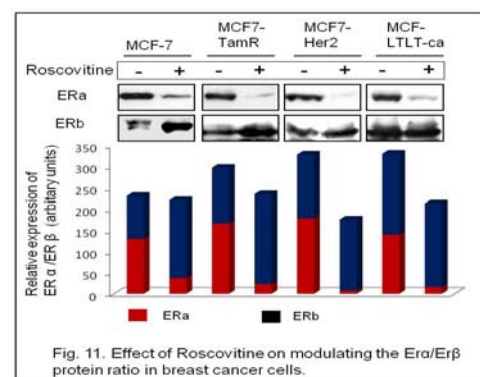 MCF-7 MCF7-TamR MCF7-Her2 MCF-LTLT-ca
Roscovitine - + - + - + - +
ERa
ERb
Relative expression of ER α/ER β (arbitary units)
350
300
250
200
150
100
50
0
ERa ERb
Fig. 11. Effect of Roscovitine on modulating the Erα/Erβ
protein ratio in breast cancer cells.